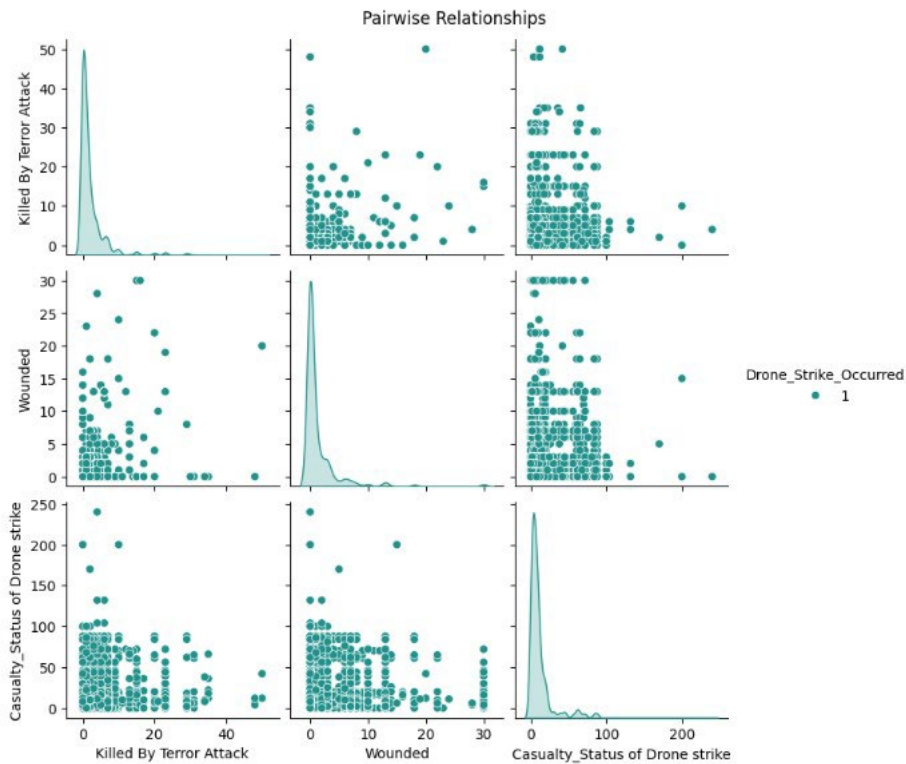 Pairwise Relationships
50
40
30
20
10
0
Killed By Terror Attack
30
25
20
15
10
5
0
Wounded
Drone_Strike_Occurred
1
250
200
150
100
50
0
Casualty_Status of Drone strike
0 20 40
Killed By Terror Attack
0 10 20 30
Wounded
0 100 200
Casualty_Status of Drone strike